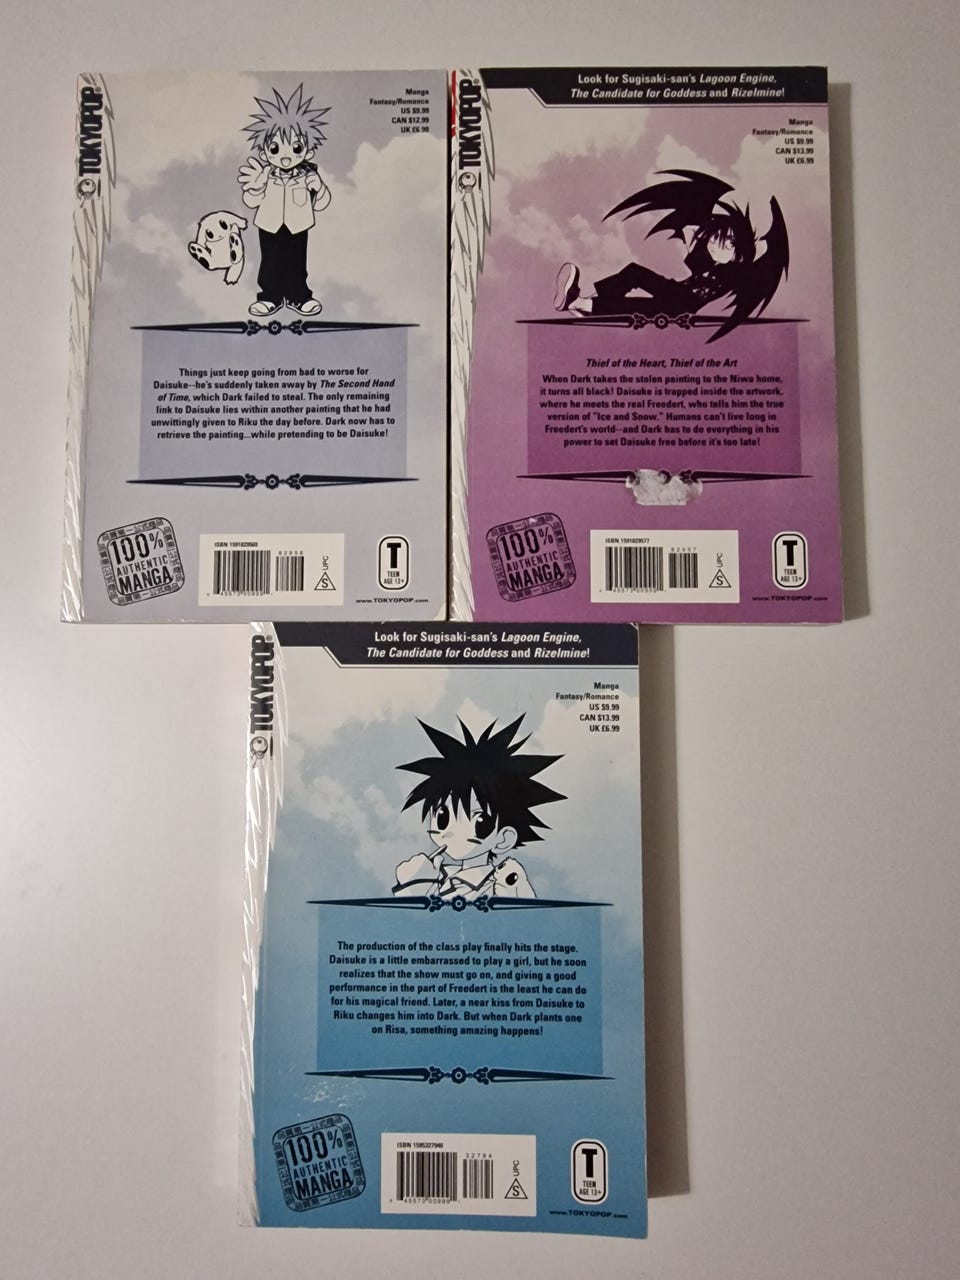 TOKYOPOP®
Manga
Fantasy/Romance
US $9.99
CAN $12.99
UK £6.99
Things just keep going from bad to worse for
Daisuke--he's suddenly taken away by The Second Hand
of Time, which Dark failed to steal. The only remaining
link to Daisuke lies within another painting that he had
unwittingly given to Riku the day before. Dark now has to
retrieve the painting...while pretending to be Daisuke!
100%
AUTHENTIC
MANGA
ISBN 1591829560
82956
45573 00999
S UPC
T
TEEN
AGE 13+
www.TOKYOPOP.com
TOKYOPOP®
Look for Sugisaki-san's Lagoon Engine,
The Candidate for Goddess and Rizelmine!
Manga
Fantasy/Romance
US $9.99
CAN $13.99
UK £6.99
Thief of the Heart, Thief of the Art
When Dark takes the stolen painting to the Niwa home,
it turns all black! Daisuke is trapped inside the artwork,
where he meets the real Freedert, who tells him the true
version of "Ice and Snow." Humans can't live long in
Freedert's world--and Dark has to do everything in his
power to set Daisuke free before it's too late!
100%
AUTHENTIC
MANGA
ISBN 1591829577
82957
45573 00999
S UPC
T
TEEN
AGE 13+
www.TOKYOPOP.com
TOKYOPOP®
Look for Sugisaki-san's Lagoon Engine,
The Candidate for Goddess and Rizelmine!
Manga
Fantasy/Romance
US $9.99
CAN $13.99
UK £6.99
The production of the class play finally hits the stage.
Daisuke is a little embarrassed to play a girl, but he soon
realizes that the show must go on, and giving a good
performance in the part of Freedert is the least he can do
for his magical friend. Later, a near kiss from Daisuke to
Riku changes him into Dark. But when Dark plants one
on Risa, something amazing happens!
100%
AUTHENTIC
MANGA
ISBN 1595327940
32794
45573 00999
S UPC
T
TEEN
AGE 13+
www.TOKYOPOP.com